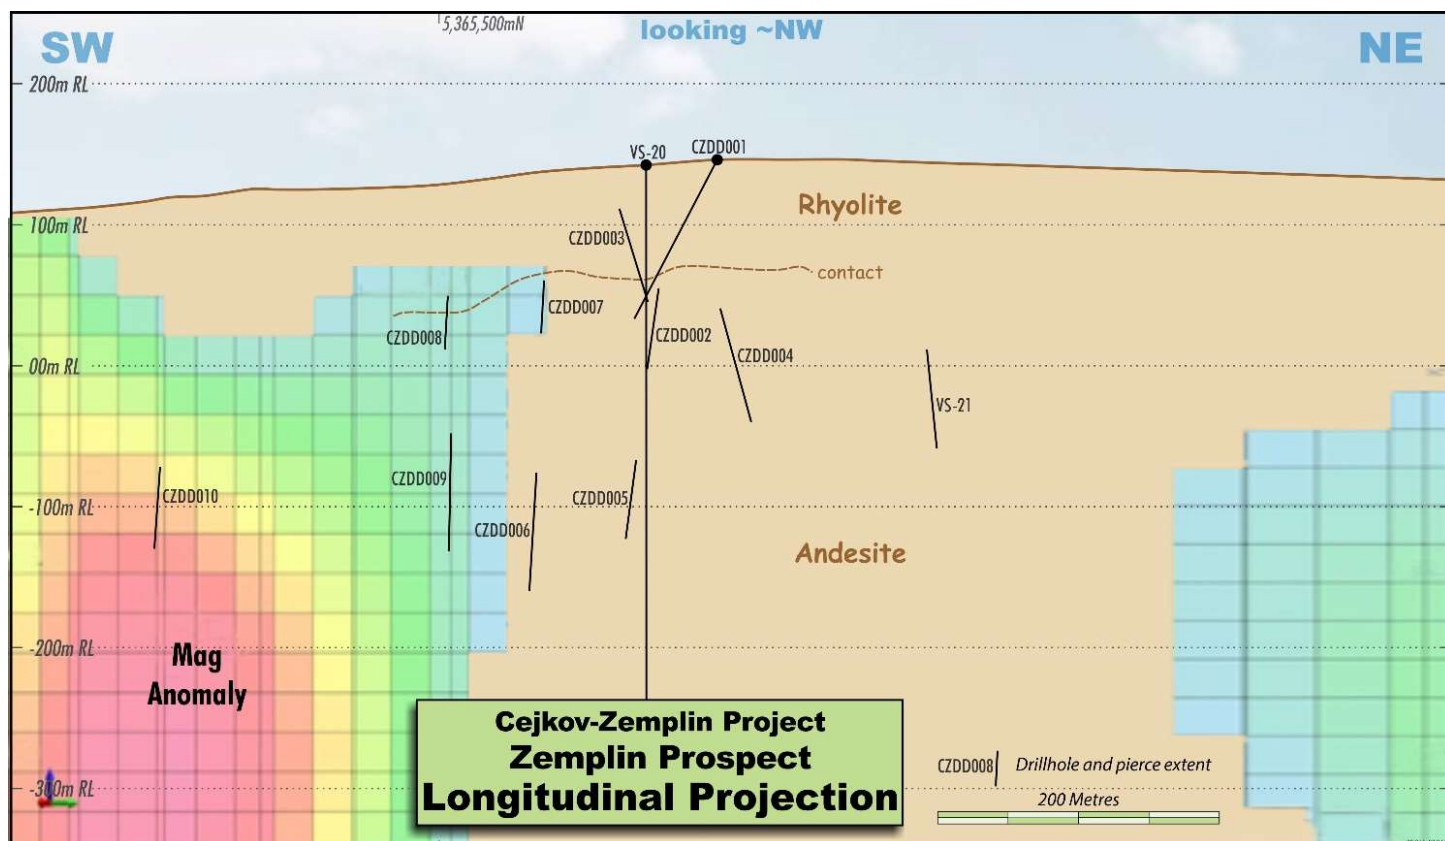 5,365,500mN
SW
looking ~NW
NE
200m RL
VS-20
CZDD001
Rhyolite
100m RL
CZDD003
contact
CZDD007
CZDD008
CZDD002
CZDD004
00m RL
VS-21
CZDD009
CZDD010
CZDD005
-100m RL
CZDD006
Andesite
-200m RL
Mag
Anomaly
Cejkov-Zemplin Project
Zemplin Prospect
Longitudinal Projection
CZDD008
Drillhole and pierce extent
-300m RL
200 Metres